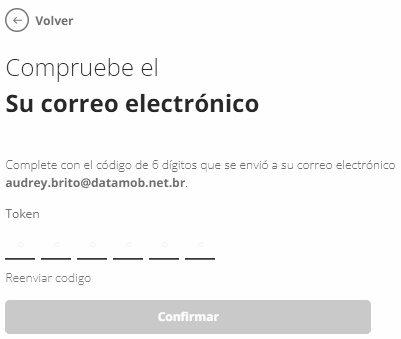 Volver
Compruebe el
Su correo electrónico
Complete con el código de 6 dígitos que se envió a su correo electrónico
audrey.brito@datamob.net.br.
Token
Reenviar codigo
Confirmar